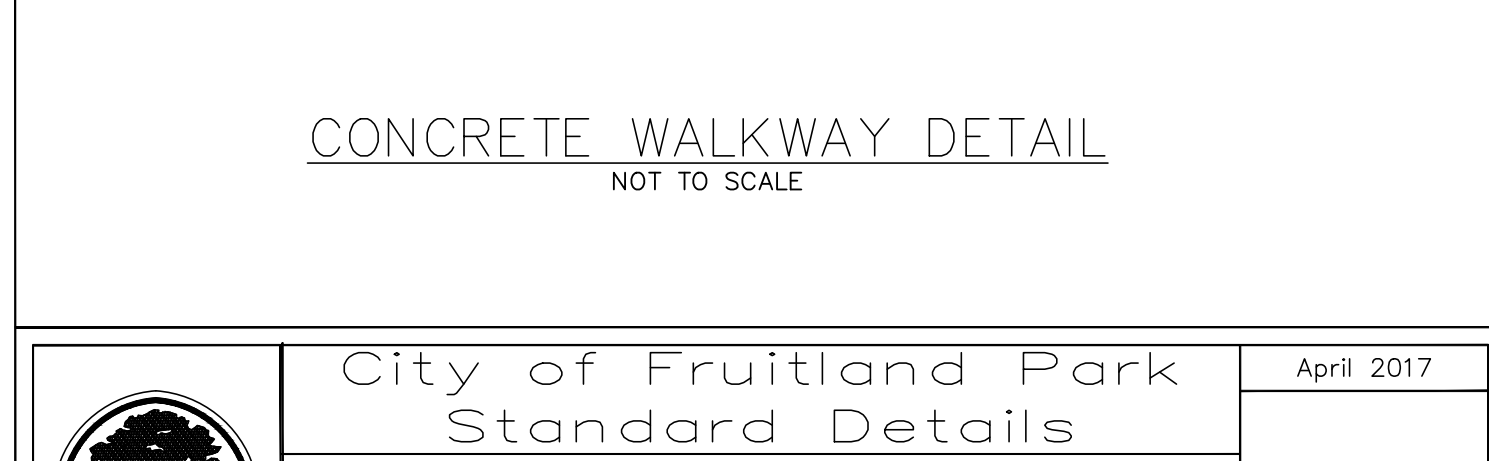 CONCRETE WALKWAY DETAIL
NOT TO SCALE
City of Fruitland Park
Standard Details
April 2017